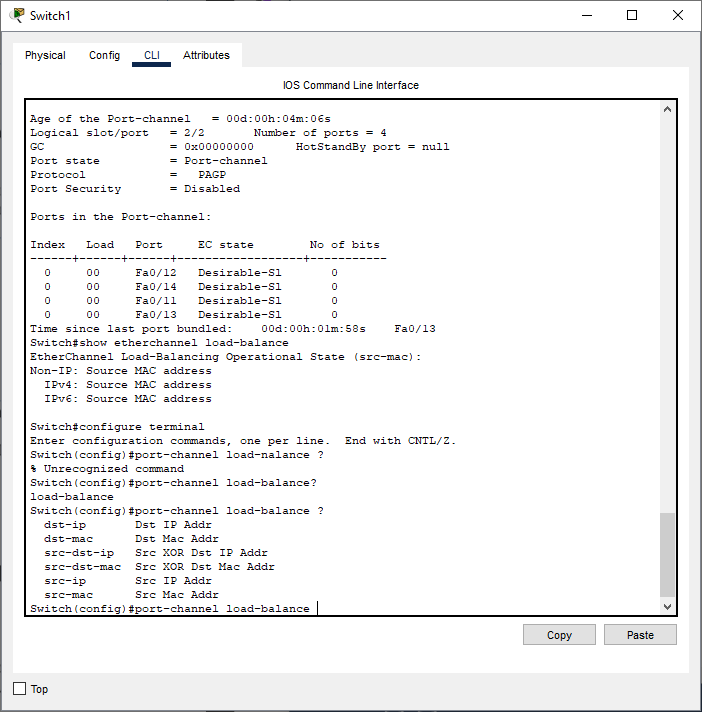 Switch1
Physical Config CLI Attributes
IOS Command Line Interface
Age of the Port-channel   = 00d:00h:04m:06s
Logical slot/port   = 2/2       Number of ports = 4
GC                  = 0x00000000      HotStandBy port = null
Port state          = Port-channel
Protocol            =   PAGP
Port Security       = Disabled
Ports in the Port-channel:
Index   Load   Port     EC state        No of bits
------+------+------+------------------+-----------
  0     00     Fa0/12   Desirable-Sl       0
  0     00     Fa0/14   Desirable-Sl       0
  0     00     Fa0/11   Desirable-Sl       0
  0     00     Fa0/13   Desirable-Sl       0
Time since last port bundled:    00d:00h:01m:58s    Fa0/13
Switch#show etherchannel load-balance
EtherChannel Load-Balancing Operational State (src-mac):
Non-IP: Source MAC address
  IPv4: Source MAC address
  IPv6: Source MAC address
Switch#configure terminal
Enter configuration commands, one per line.  End with CNTL/Z.
Switch(config)#port-channel load-nalance ?
% Unrecognized command
Switch(config)#port-channel load-balance?
load-balance
Switch(config)#port-channel load-balance ?
  dst-ip       Dst IP Addr
  dst-mac      Dst Mac Addr
  src-dst-ip   Src XOR Dst IP Addr
  src-dst-mac  Src XOR Dst Mac Addr
  src-ip       Src IP Addr
  src-mac      Src Mac Addr
Switch(config)#port-channel load-balance
Copy Paste
Top